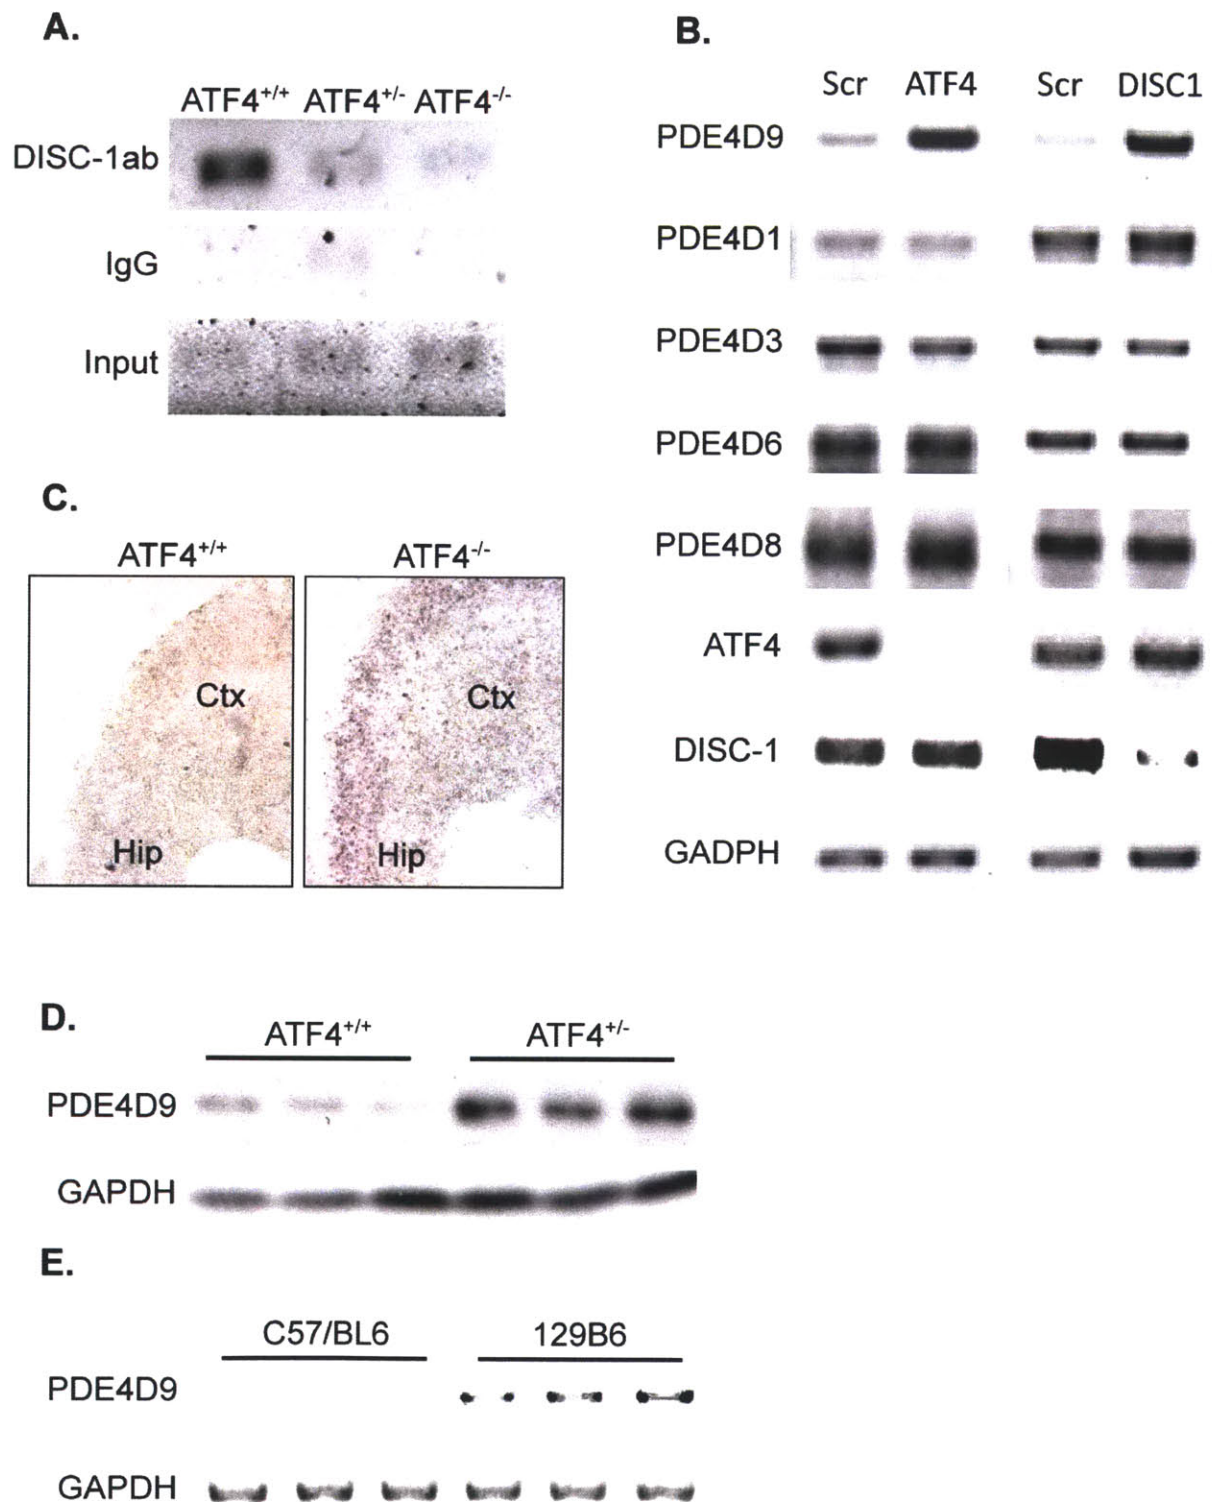 A.
ATF4+/+ ATF4+/- ATF4-/-
DISC-1ab
IgG
Input
B.
Scr ATF4 Scr DISC1
PDE4D9
PDE4D1
PDE4D3
PDE4D6
PDE4D8
ATF4
DISC-1
GADPH
C.
ATF4+/+ ATF4-/-
Ctx Ctx
Hip Hip
D.
ATF4+/+ ATF4+/-
PDE4D9
GAPDH
E.
C57/BL6 129B6
PDE4D9
GAPDH